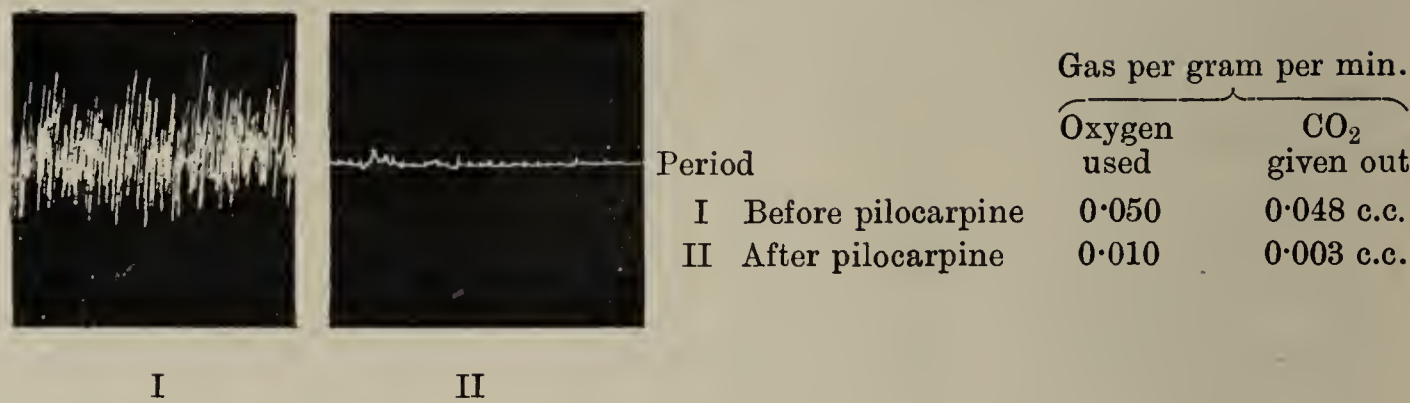 Gas per gram per min.
Oxygen CO₂
Period used given out
I Before pilocarpine 0·050 0·048 c.c.
II After pilocarpine 0·010 0·003 c.c.
I II